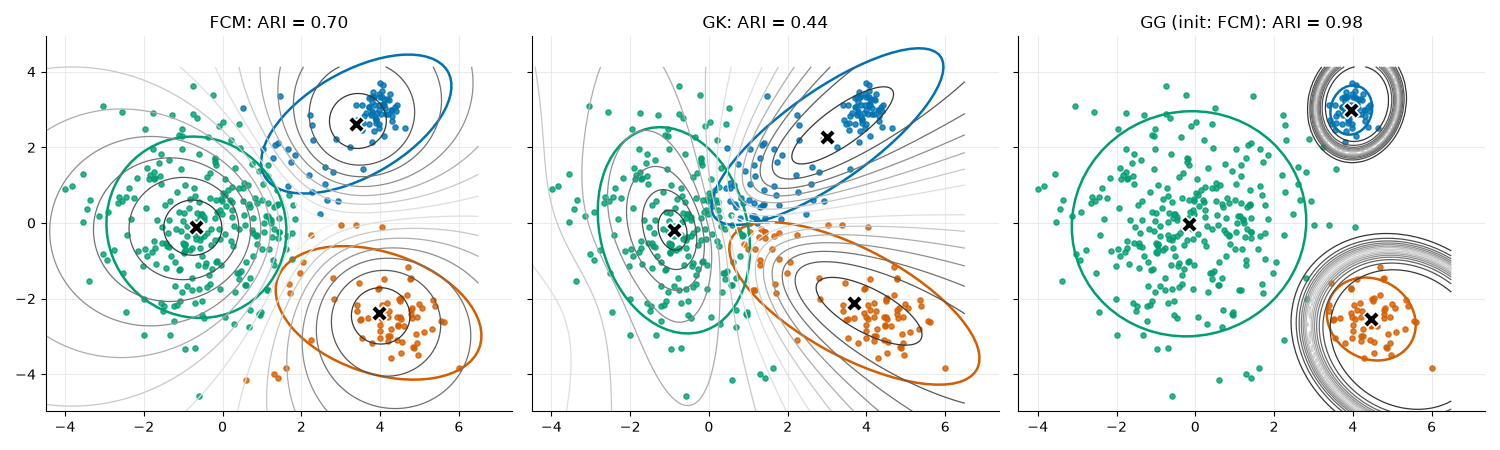 FCM: ARI = 0.70
GK: ARI = 0.44
GG (init: FCM): ARI = 0.98
4
2
0
−2
−4
−4 −2 0 2 4 6
−4 −2 0 2 4 6
−4 −2 0 2 4 6